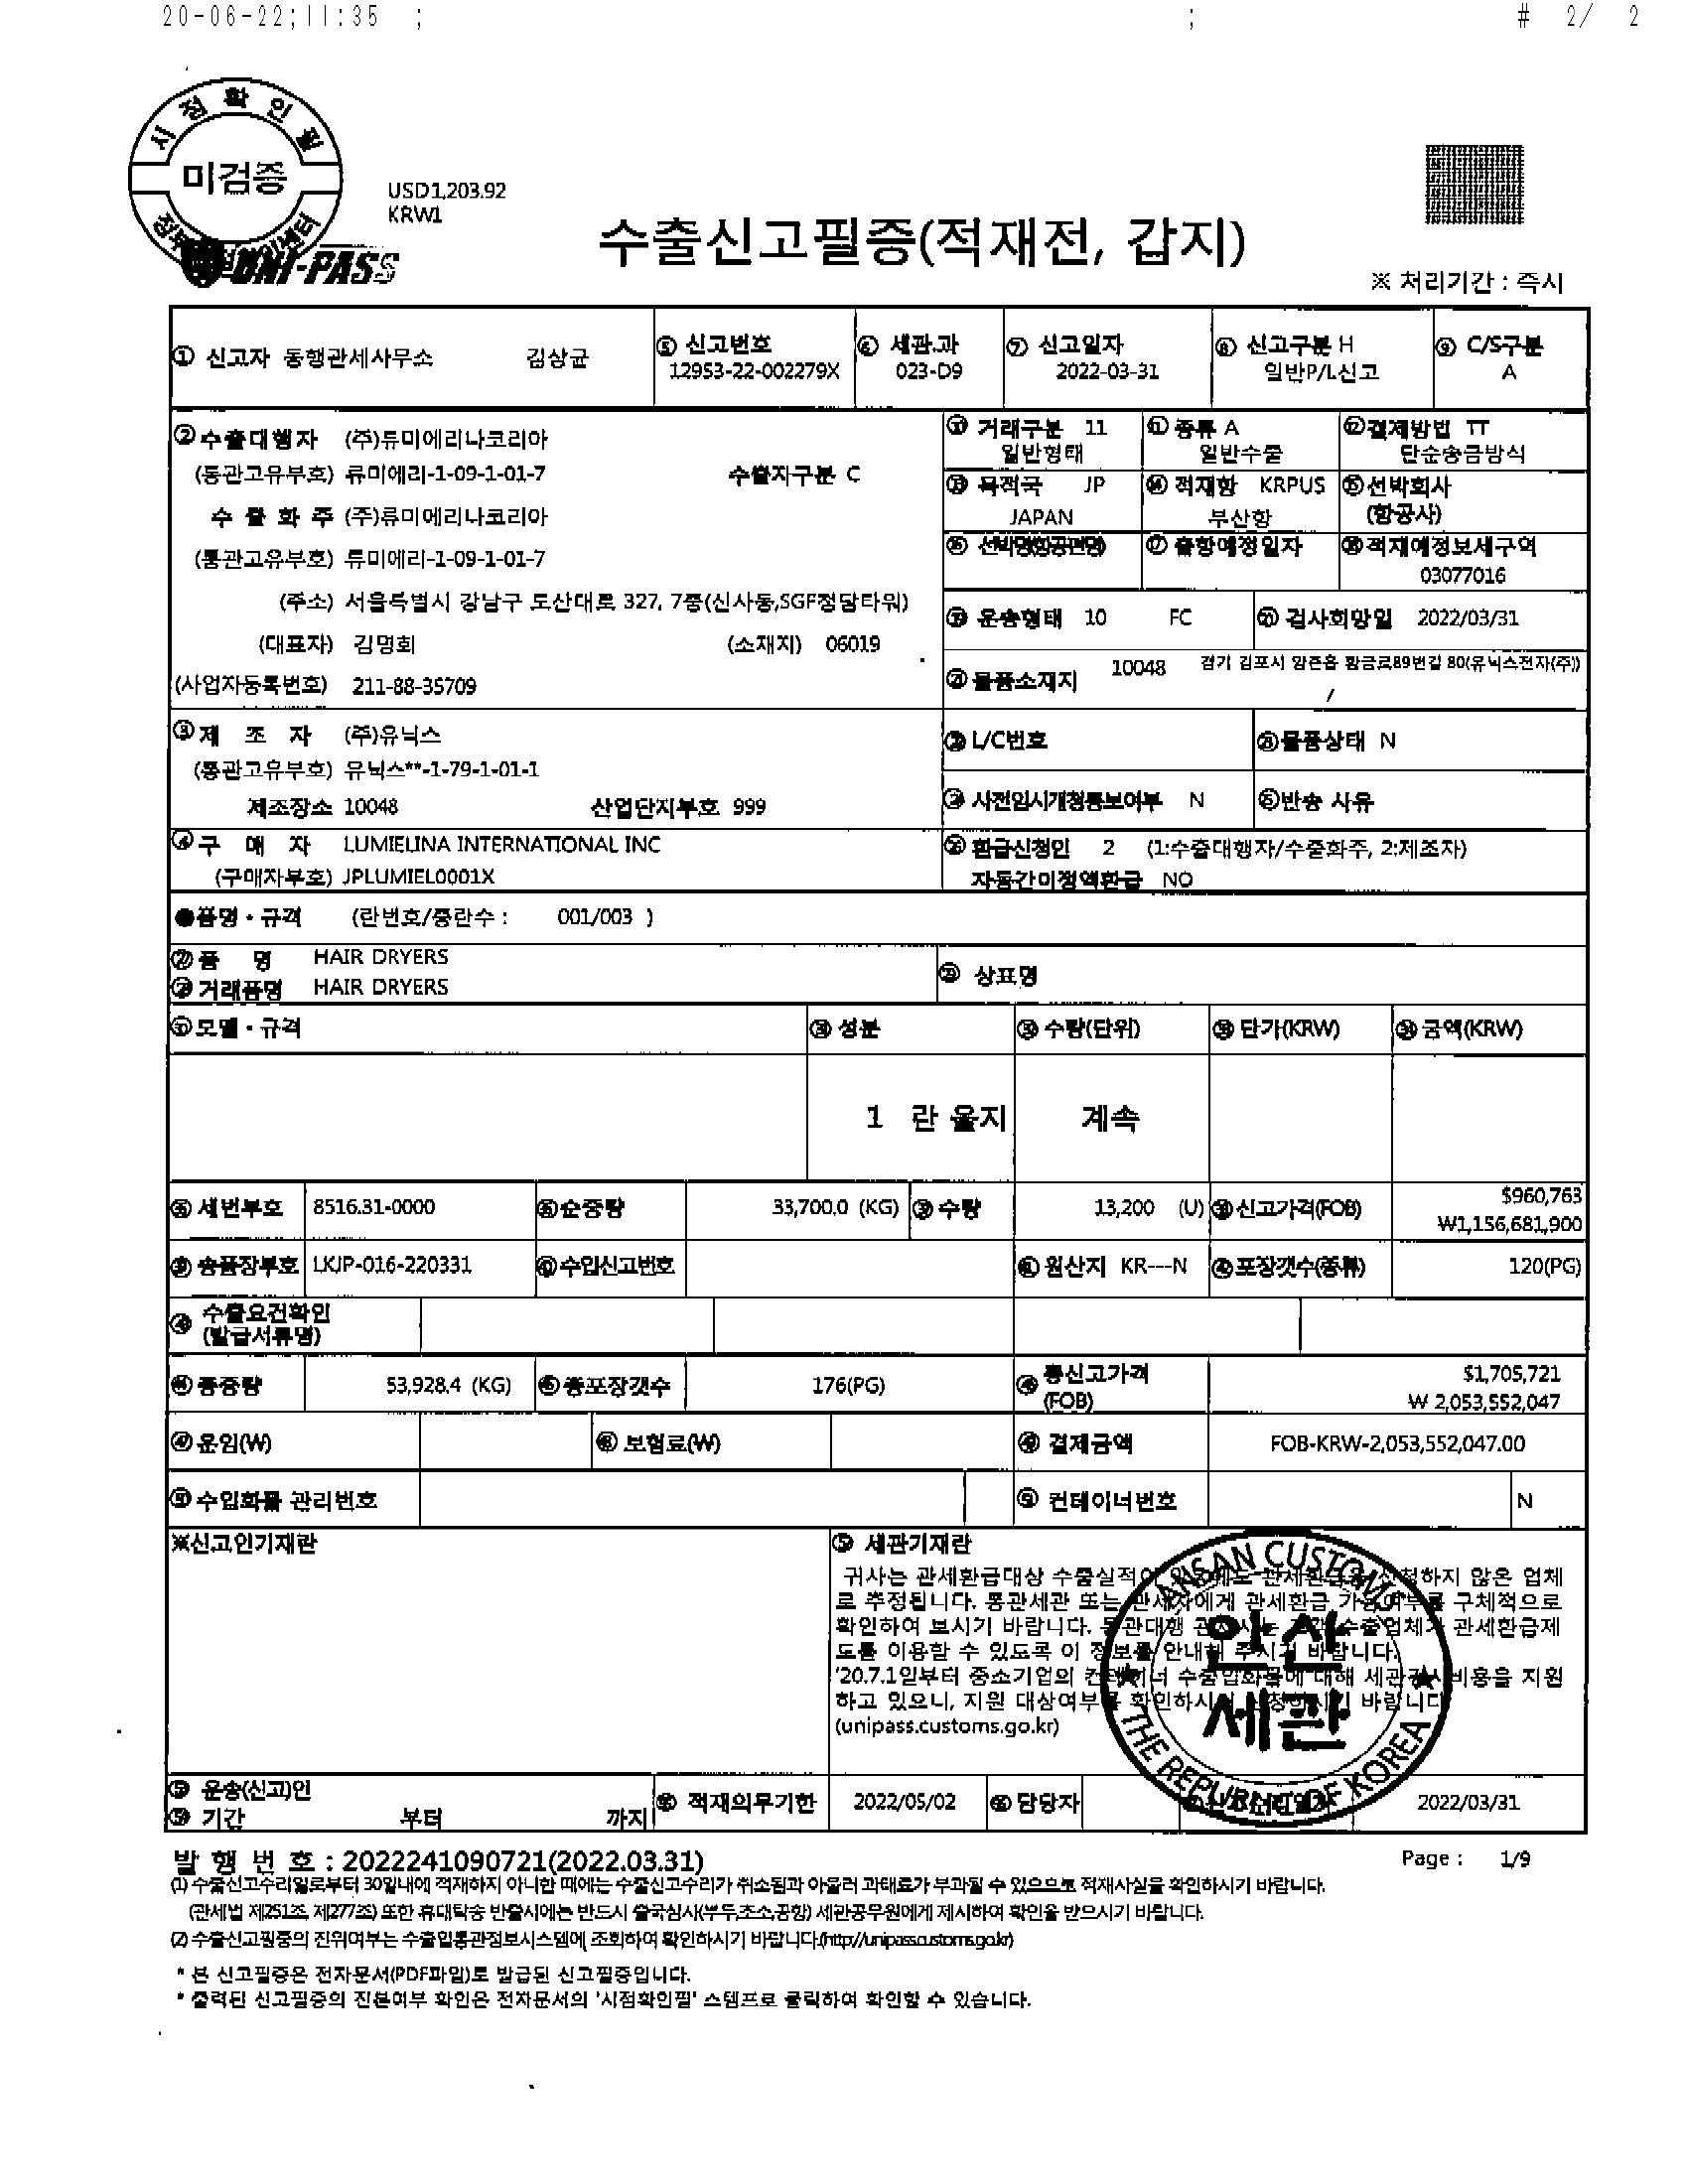 20-06-22;11:35 ; ; # 2/ 2
시점확인필
미검증
USD1,203.92
KRW1
UNI-PASS
수출신고필증(적재전, 갑지)
※ 처리기간 : 즉시
① 신고자 동행관세사무소 김상균
⑤ 신고번호
12953-22-002279X
⑥ 세관.과
023-D9
⑦ 신고일자
2022-03-31
⑧ 신고구분 H
일반P/L신고
⑨ C/S구분
A
② 수출대행자 (주)류미에리나코리아
(통관고유부호) 류미에리-1-09-1-01-7 수출자구분 C
수 출 화 주 (주)류미에리나코리아
(통관고유부호) 류미에리-1-09-1-01-7
(주소) 서울특별시 강남구 도산대로 327, 7층(신사동,SGF청담타워)
(대표자) 김명회 (소재지) 06019
(사업자등록번호) 211-88-35709
⑩ 거래구분 11
일반형태
⑪ 종류 A
일반수출
⑫ 결제방법 TT
단순송금방식
⑬ 목적국 JP
JAPAN
⑭ 적재항 KRPUS
부산항
⑮ 선박회사
(항공사)
⑯ 선박명(항공편명)
⑰ 출항예정일자
⑱ 적재예정보세구역
03077016
⑲ 운송형태 10 FC
⑳ 검사희망일 2022/03/31
㉑ 물품소재지 10048 경기 김포시 양촌읍 황금로89번길 80(유닉스전자(주))
/
③ 제 조 자 (주)유닉스
(통관고유부호) 유닉스**-1-79-1-01-1
제조장소 10048 산업단지부호 999
㉒ L/C번호
㉓ 물품상태 N
㉔ 사전임시개청통보여부 N
㉕ 반송 사유
④ 구 매 자 LUMIELINA INTERNATIONAL INC
(구매자부호) JPLUMIEL0001X
㉖ 환급신청인 2 (1:수출대행자/수출화주, 2:제조자)
자동간이정액환급 NO
●품명 · 규격 (란번호/총란수 : 001/003 )
㉗ 품 명 HAIR DRYERS
㉘ 거래품명 HAIR DRYERS
㉙ 상표명
㉚ 모델 · 규격
㉛ 성분
㉜ 수량(단위)
㉝ 단가(KRW)
㉞ 금액(KRW)
1 란 을지 계속
㉟ 세번부호 8516.31-0000
㊱ 순중량 33,700.0 (KG)
㊲ 수량 13,200 (U)
㊳ 신고가격(FOB) $960,763
₩1,156,681,900
㊴ 송품장부호 LKJP-016-220331
㊵ 수입신고번호
㊶ 원산지 KR---N
㊷ 포장갯수(종류) 120(PG)
㊸ 수출요건확인
(발급서류명)
㊹ 총중량 53,928.4 (KG)
㊺ 총포장갯수 176(PG)
㊻ 총신고가격
(FOB)
$1,705,721
₩ 2,053,552,047
㊼ 운임(W)
㊽ 보험료(W)
㊾ 결제금액 FOB-KRW-2,053,552,047.00
수입화물 관리번호
컨테이너번호 N
※신고인기재란
세관기재란
귀사는 관세환급대상 수출실적이 하지 않은 업체
로 추정됩니다. 통관세관 또는 관세사에게 관세환급 가능여부를 구체적으로
확인하여 보시기 바랍니다. 통관대행 관세사는 수출업체가 관세환급제
도를 이용할 수 있도록 이 정보를 안내해 주시기 바랍니다.
'20.7.1일부터 중소기업의 컨테이너 수출입화물에 대해 세관검사비용을 지원
하고 있으니, 지원 대상여부를 확인하시어 신청하시기 바랍니다
(unipass.customs.go.kr)
ANSAN CUSTOMS
안산
세관
THE REPUBLIC OF KOREA
운송(신고)인
기간 부터 까지
적재의무기한 2022/05/02
담당자
2022/03/31
발 행 번 호 : 2022241090721(2022.03.31)
Page : 1/9
(1) 수출신고수리일로부터 30일내에 적재하지 아니한 때에는 수출신고수리가 취소됨과 아울러 과태료가 부과될 수 있으므로 적재사실을 확인하시기 바랍니다.
(관세법 제251조, 제277조) 또한 휴대탁송 반출시에는 반드시 출국심사(부두,초소,공항) 세관공무원에게 제시하여 확인을 받으시기 바랍니다.
(2) 수출신고필증의 진위여부는 수출입통관정보시스템에 조회하여 확인하시기 바랍니다.(http://unipass.customs.go.kr)
* 본 신고필증은 전자문서(PDF파일)로 발급된 신고필증입니다.
* 출력된 신고필증의 진본여부 확인은 전자문서의 '시점확인필' 스탬프로 클릭하여 확인할 수 있습니다.